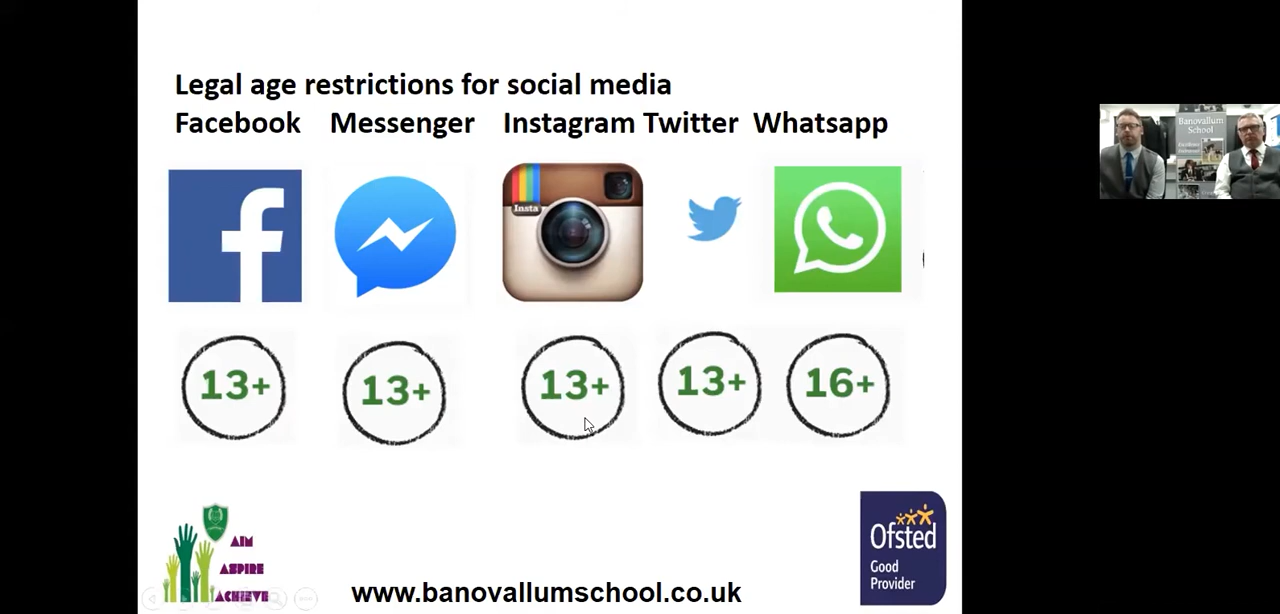 Legal age restrictions for social media
Facebook Messenger Instagram Twitter Whatsapp
Insta
13+ 13+ 13+ 13+ 16+
Banovallum
School
AIM
ASPIRE
ACHIEVE
www.banovallumschool.co.uk
Ofsted
Good
Provider